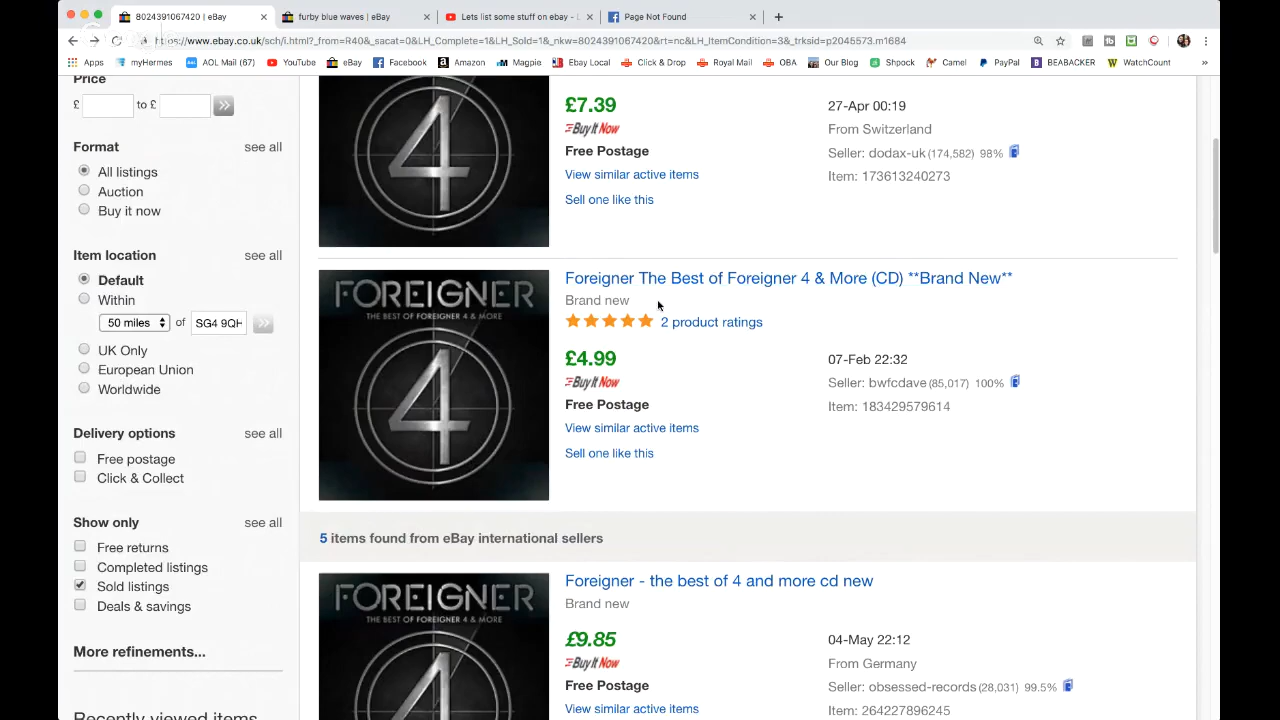 8024391067420 | eBay
furby blue waves | eBay
Lets list some stuff on ebay - L
Page Not Found
https://www.ebay.co.uk/sch/i.html?_from=R40&_sacat=0&LH_Complete=1&LH_Sold=1&_nkw=8024391067420&rt=nc&LH_ItemCondition=3&_trksid=p2045573.m1684
Apps myHermes AOL Mail (67) YouTube eBay Facebook Amazon Magpie Ebay Local Click & Drop Royal Mail OBA Our Blog Shpock Camel PayPal BEABACKER WatchCount »
Price
£ to £
Format see all
All listings
Auction
Buy it now
Item location see all
Default
Within
50 miles of SG4 9QH
UK Only
European Union
Worldwide
Delivery options see all
Free postage
Click & Collect
Show only see all
Free returns
Completed listings
Sold listings
Deals & savings
More refinements...
Recently viewed items
4
£7.39
Buy It Now
Free Postage
View similar active items
Sell one like this
27-Apr 00:19
From Switzerland
Seller: dodax-uk (174,582) 98%
Item: 173613240273
FOREIGNER
THE BEST OF FOREIGNER 4 & MORE
4
Foreigner The Best of Foreigner 4 & More (CD) **Brand New**
Brand new
2 product ratings
£4.99
Buy It Now
Free Postage
View similar active items
Sell one like this
07-Feb 22:32
Seller: bwfcdave (85,017) 100%
Item: 183429579614
5 items found from eBay international sellers
FOREIGNER
THE BEST OF FOREIGNER 4 & MORE
Foreigner - the best of 4 and more cd new
Brand new
£9.85
Buy It Now
Free Postage
View similar active items
04-May 22:12
From Germany
Seller: obsessed-records (28,031) 99.5%
Item: 264227896245